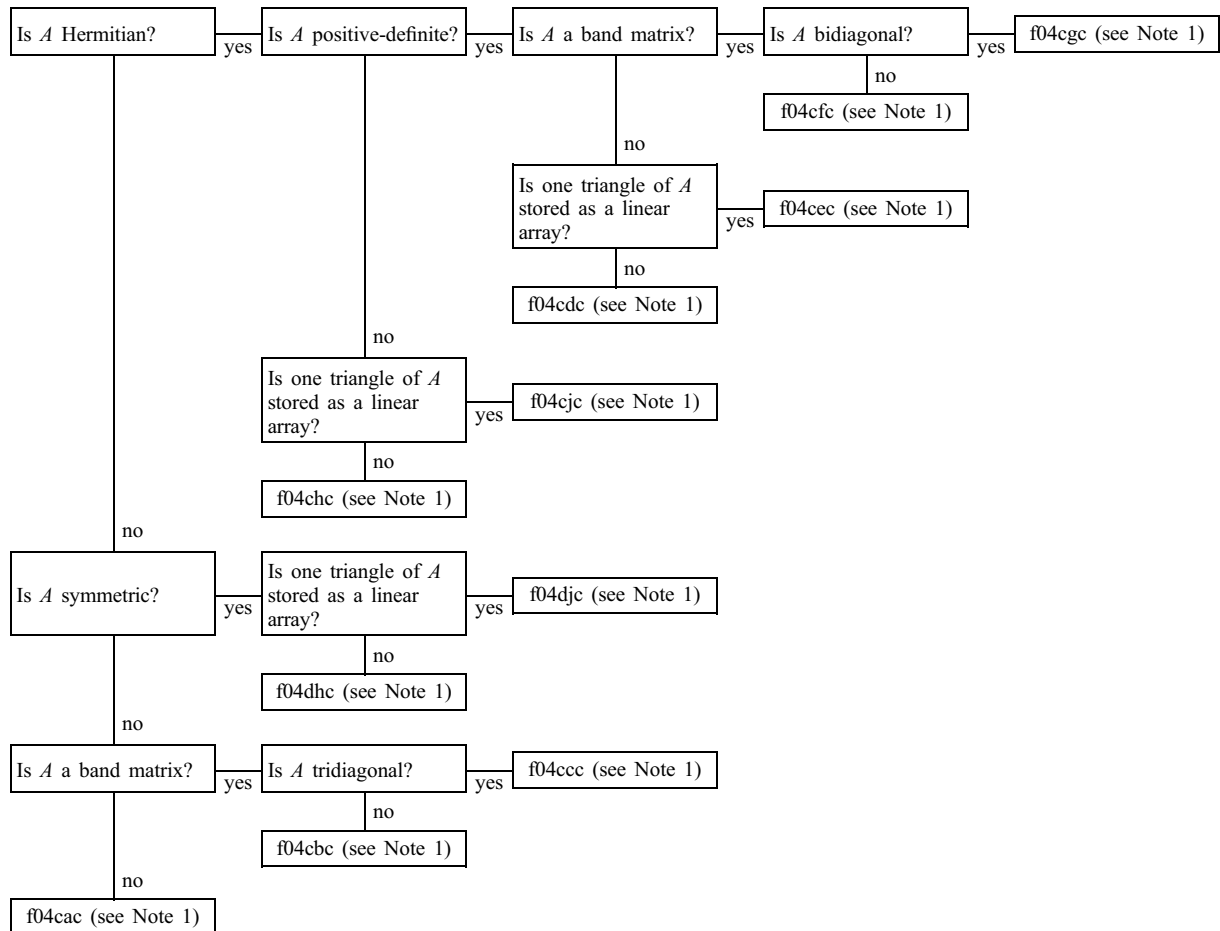 Is A Hermitian?
yes
Is A positive-definite?
yes
Is A a band matrix?
yes
Is A bidiagonal?
yes
f04cgc (see Note 1)
no
f04cfc (see Note 1)
no
Is one triangle of A
stored as a linear
array?
yes
f04cec (see Note 1)
no
f04cdc (see Note 1)
no
Is one triangle of A
stored as a linear
array?
yes
f04cjc (see Note 1)
no
f04chc (see Note 1)
no
Is A symmetric?
yes
Is one triangle of A
stored as a linear
array?
yes
f04djc (see Note 1)
no
f04dhc (see Note 1)
no
Is A a band matrix?
yes
Is A tridiagonal?
yes
f04ccc (see Note 1)
no
f04cbc (see Note 1)
no
f04cac (see Note 1)